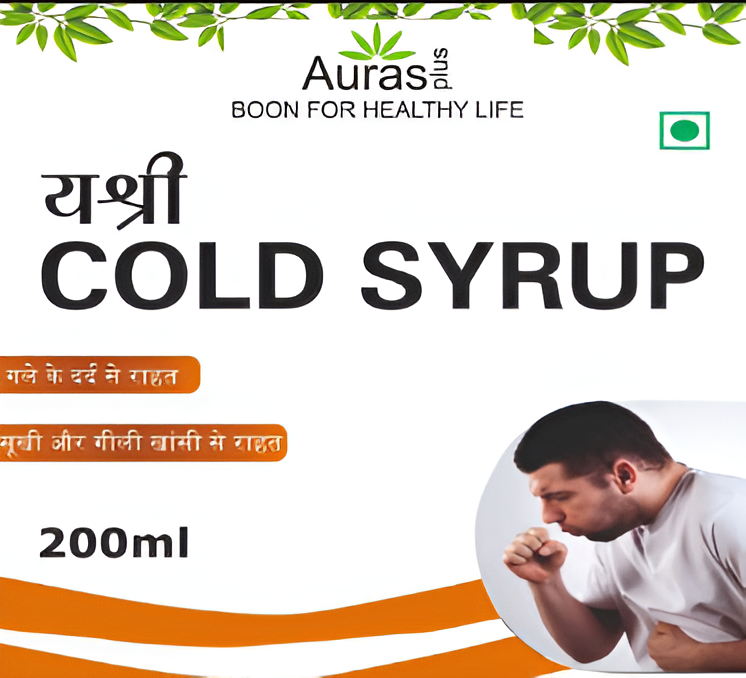 Auras plus
BOON FOR HEALTHY LIFE
यश्री
COLD SYRUP
गले के दर्द से राहत
सूखी और गीली खांसी से राहत
200ml